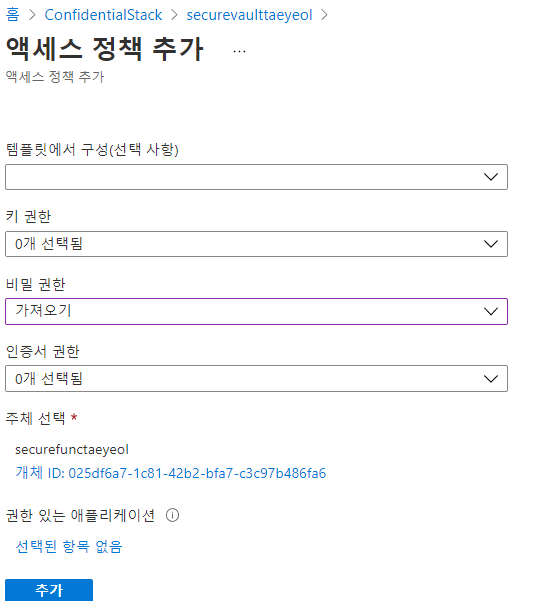 홈 > ConfidentialStack > securevaulttaeyeol >
액세스 정책 추가 ...
액세스 정책 추가
템플릿에서 구성(선택 사항)
키 권한
0개 선택됨
비밀 권한
가져오기
인증서 권한
0개 선택됨
주체 선택 *
securefunctaeyeol
개체 ID: 025df6a7-1c81-42b2-bfa7-c3c97b486fa6
권한 있는 애플리케이션
선택된 항목 없음
추가